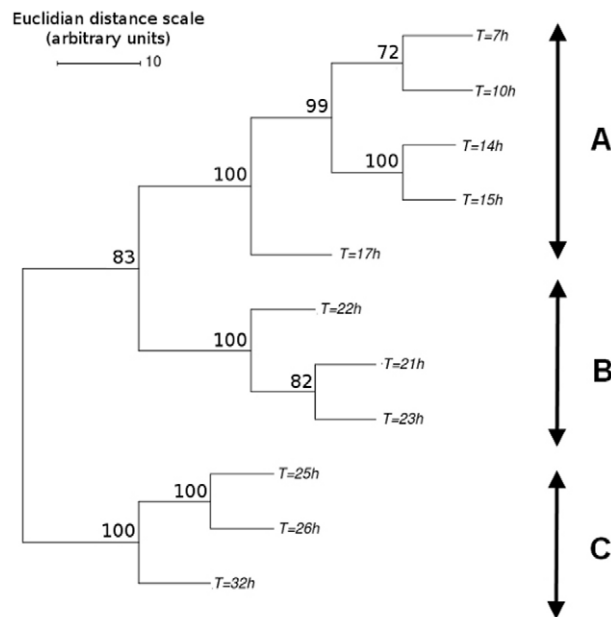 Euclidian distance scale
(arbitrary units)
10
72
T=7h
T=10h
99
A
100
T=14h
T=15h
100
T=17h
83
T=22h
100
B
T=21h
82
T=23h
T=25h
100
T=26h
100
C
T=32h